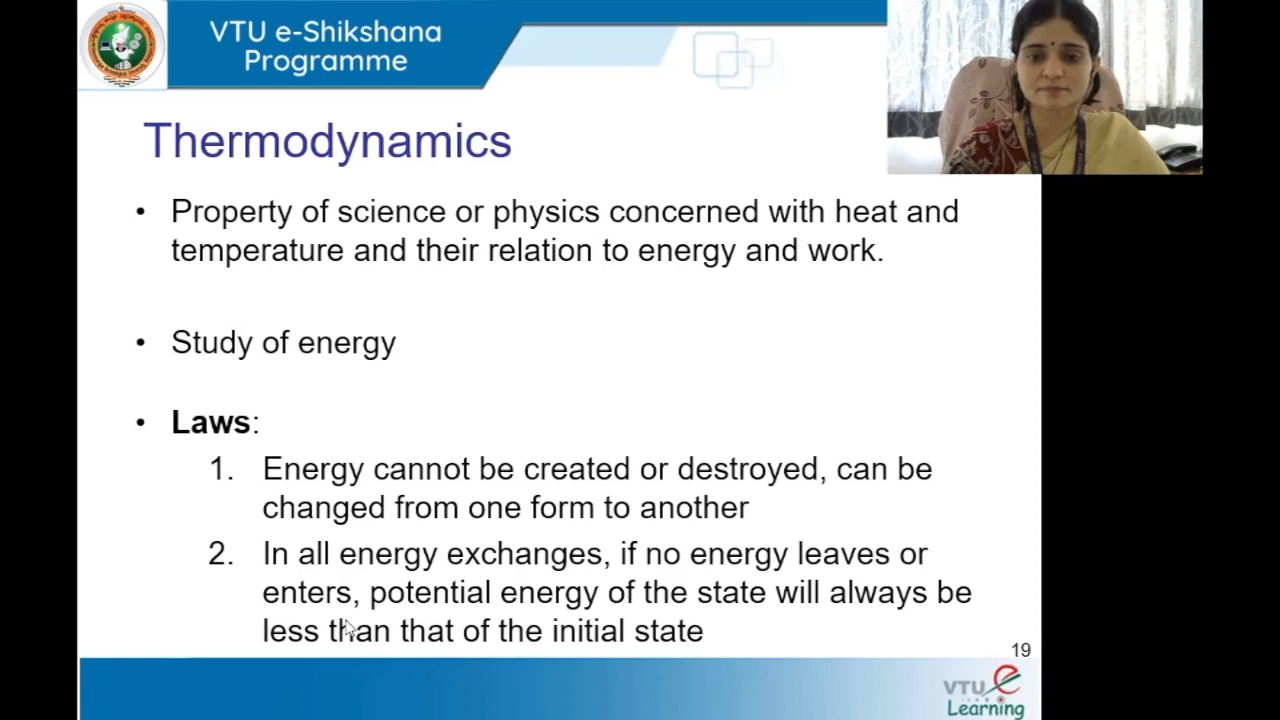 VTU e-Shikshana
Programme
Thermodynamics
• Property of science or physics concerned with heat and
temperature and their relation to energy and work.
• Study of energy
• Laws:
1. Energy cannot be created or destroyed, can be
changed from one form to another
2. In all energy exchanges, if no energy leaves or
enters, potential energy of the state will always be
less than that of the initial state
19
VTU e
Learning